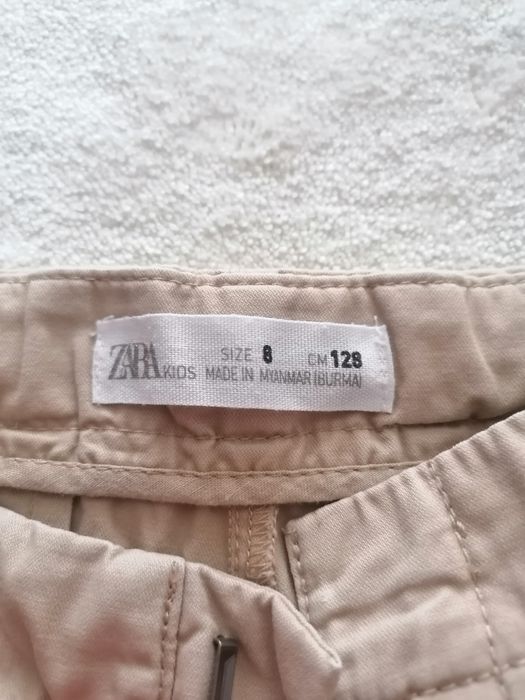 ZARA KIDS SIZE 8 CM 128
MADE IN MYANMAR (BURMA)